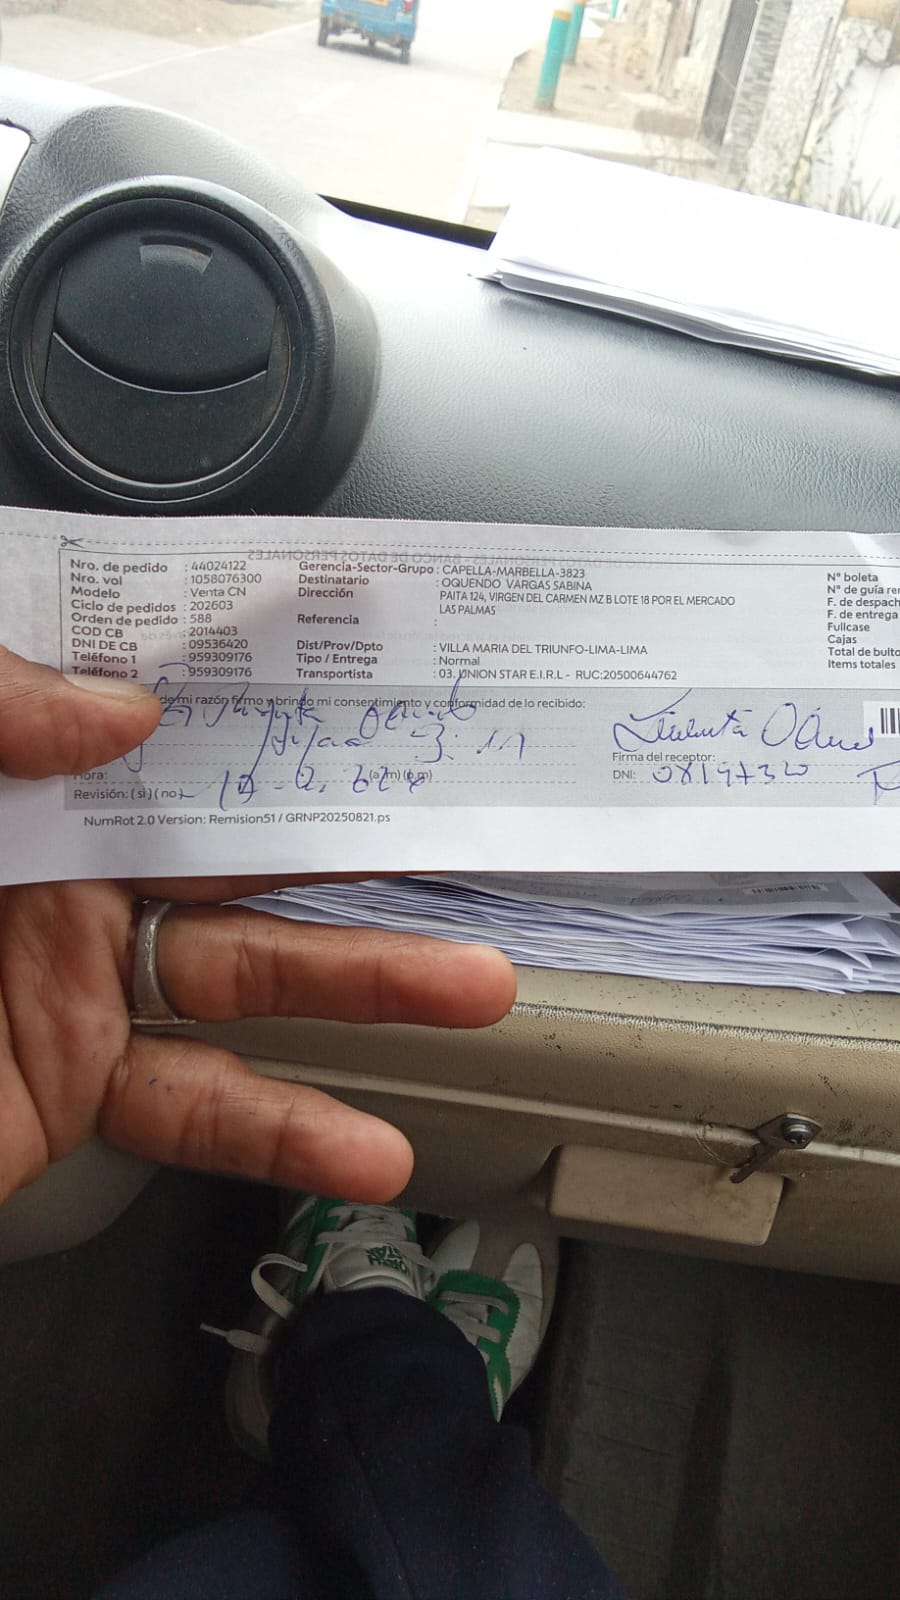 Nro. de pedido : 44024122
Nro. vol : 1058076300
Modelo : Venta CN
Ciclo de pedidos : 202603
Orden de pedido : 588
COD CB : 2014403
DNI DE CB : 09536420
Teléfono 1 : 959309176
Teléfono 2 : 959309176
Gerencia-Sector-Grupo : CAPELLA-MARBELLA-3823
Destinatario : OQUENDO VARGAS SABINA
Dirección : PAITA 124, VIRGEN DEL CARMEN MZ B LOTE 18 POR EL MERCADO
LAS PALMAS
Referencia :
Dist/Prov/Dpto : VILLA MARIA DEL TRIUNFO-LIMA-LIMA
Tipo / Entrega : Normal
Transportista : 03. UNION STAR E.I.R.L - RUC:20500644762
N° boleta
N° de guía
F. de
F. de entrega
Fullcase
Cajas
Total de
Items totales
de mi razón firmo y brindo mi consentimiento y conformidad de lo recibido:
Firma del receptor:
DNI:
Hora: (a.m) (p.m)
Revisión: (si) (no)
NumRot 2.0 Version: Remision51 / GRNP20250821.ps